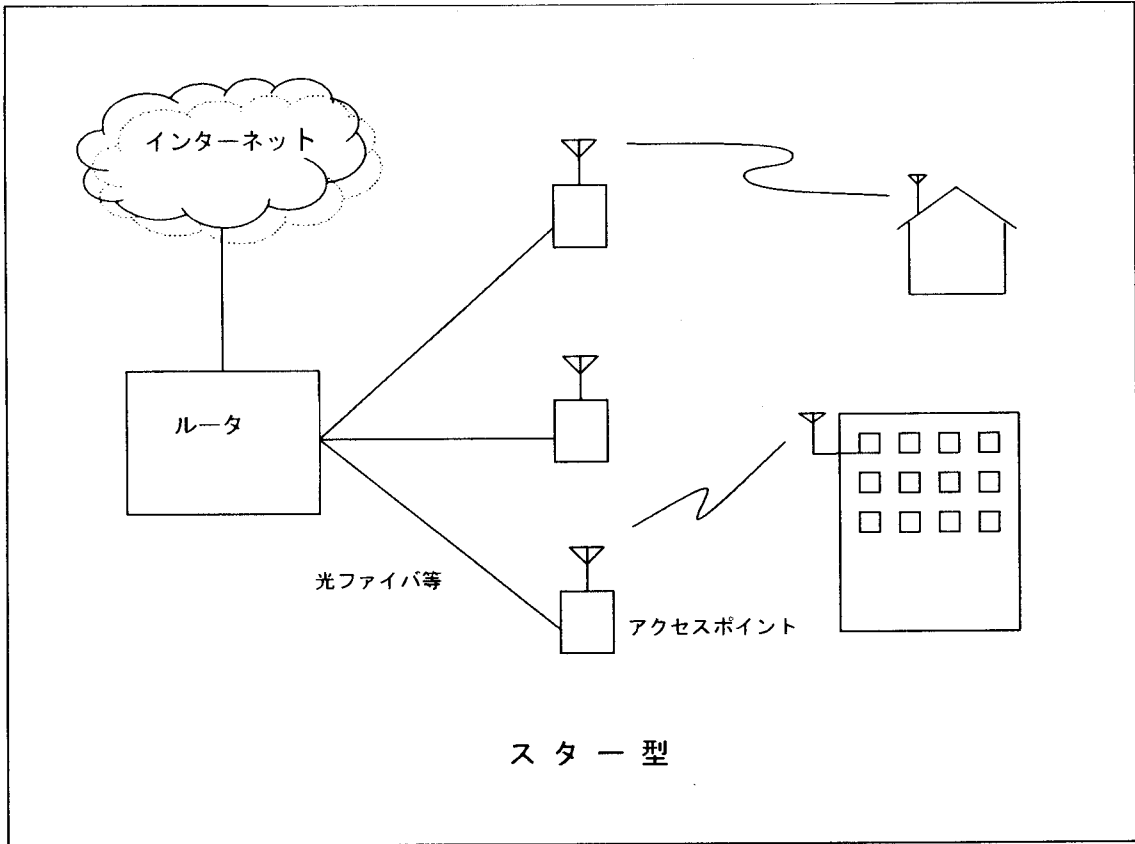 インターネット
ルータ
光ファイバ等
アクセスポイント
スター型